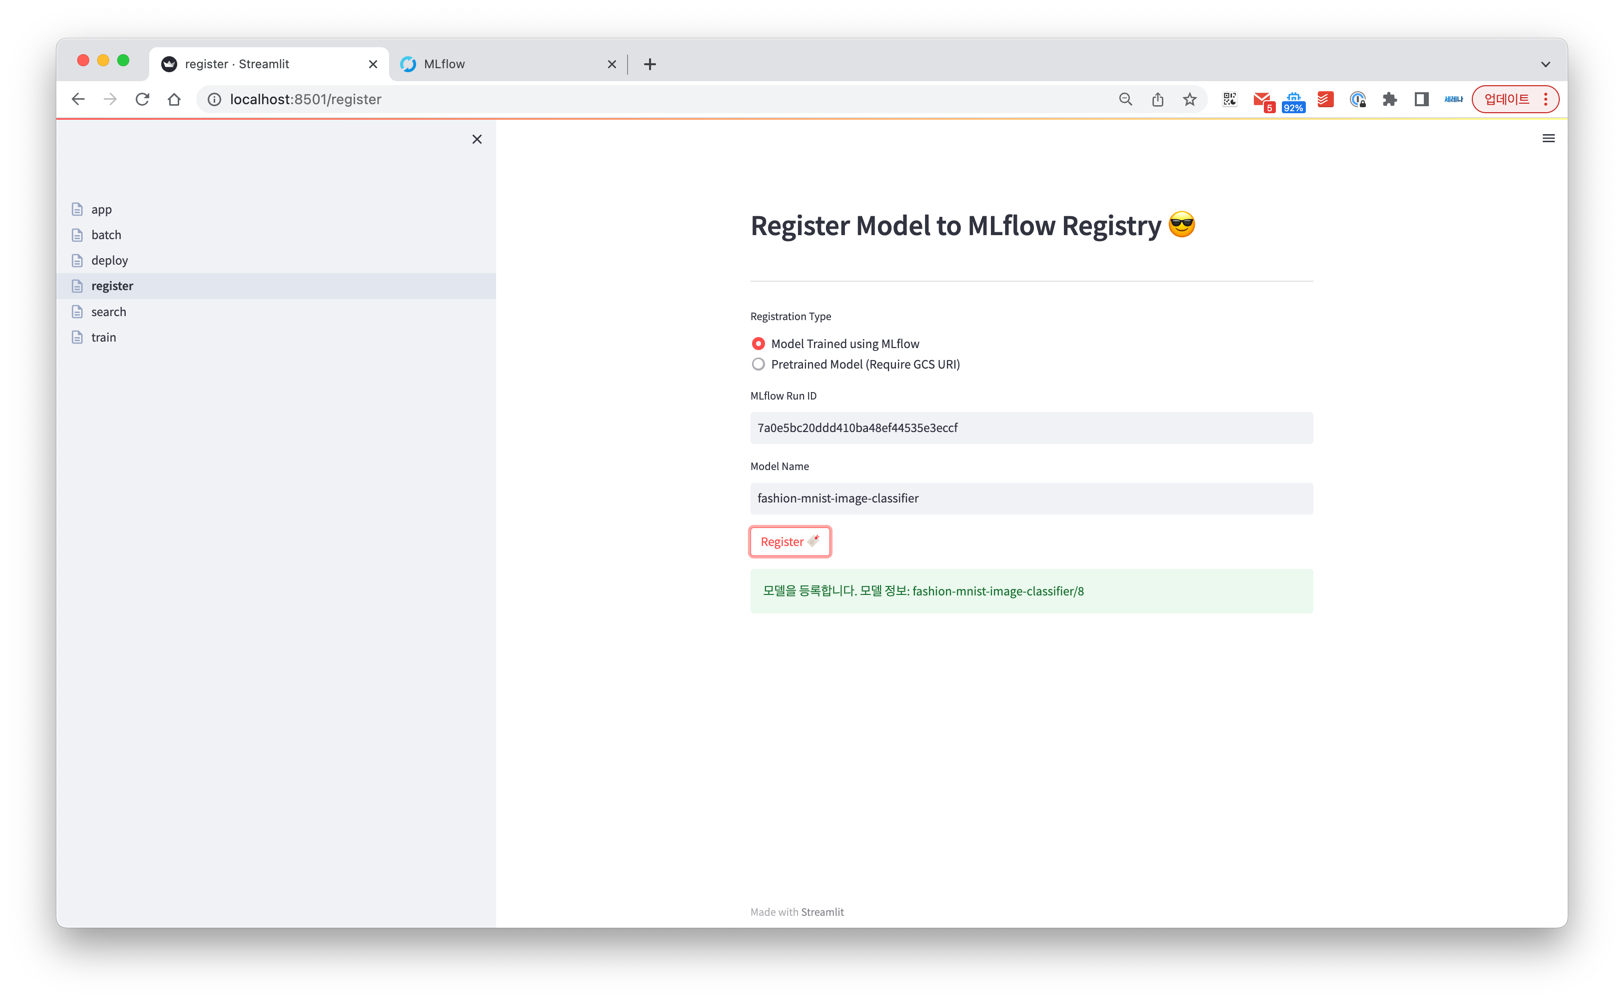 register · Streamlit
MLflow
localhost:8501/register
5
92%
업데이트
app
batch
deploy
register
search
train
Register Model to MLflow Registry 😎
Registration Type
Model Trained using MLflow
Pretrained Model (Require GCS URI)
MLflow Run ID
7a0e5bc20ddd410ba48ef44535e3eccf
Model Name
fashion-mnist-image-classifier
Register
모델을 등록합니다. 모델 정보: fashion-mnist-image-classifier/8
Made with Streamlit